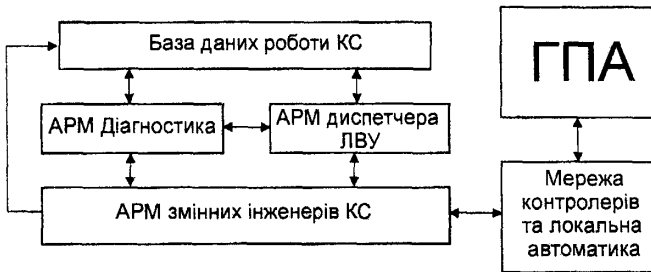 База даних роботи КС
ГПА
АРМ Діагностика
АРМ диспетчера
ЛВУ
АРМ змінних інженерів КС
Мережа
контролерів
та локальна
автоматика